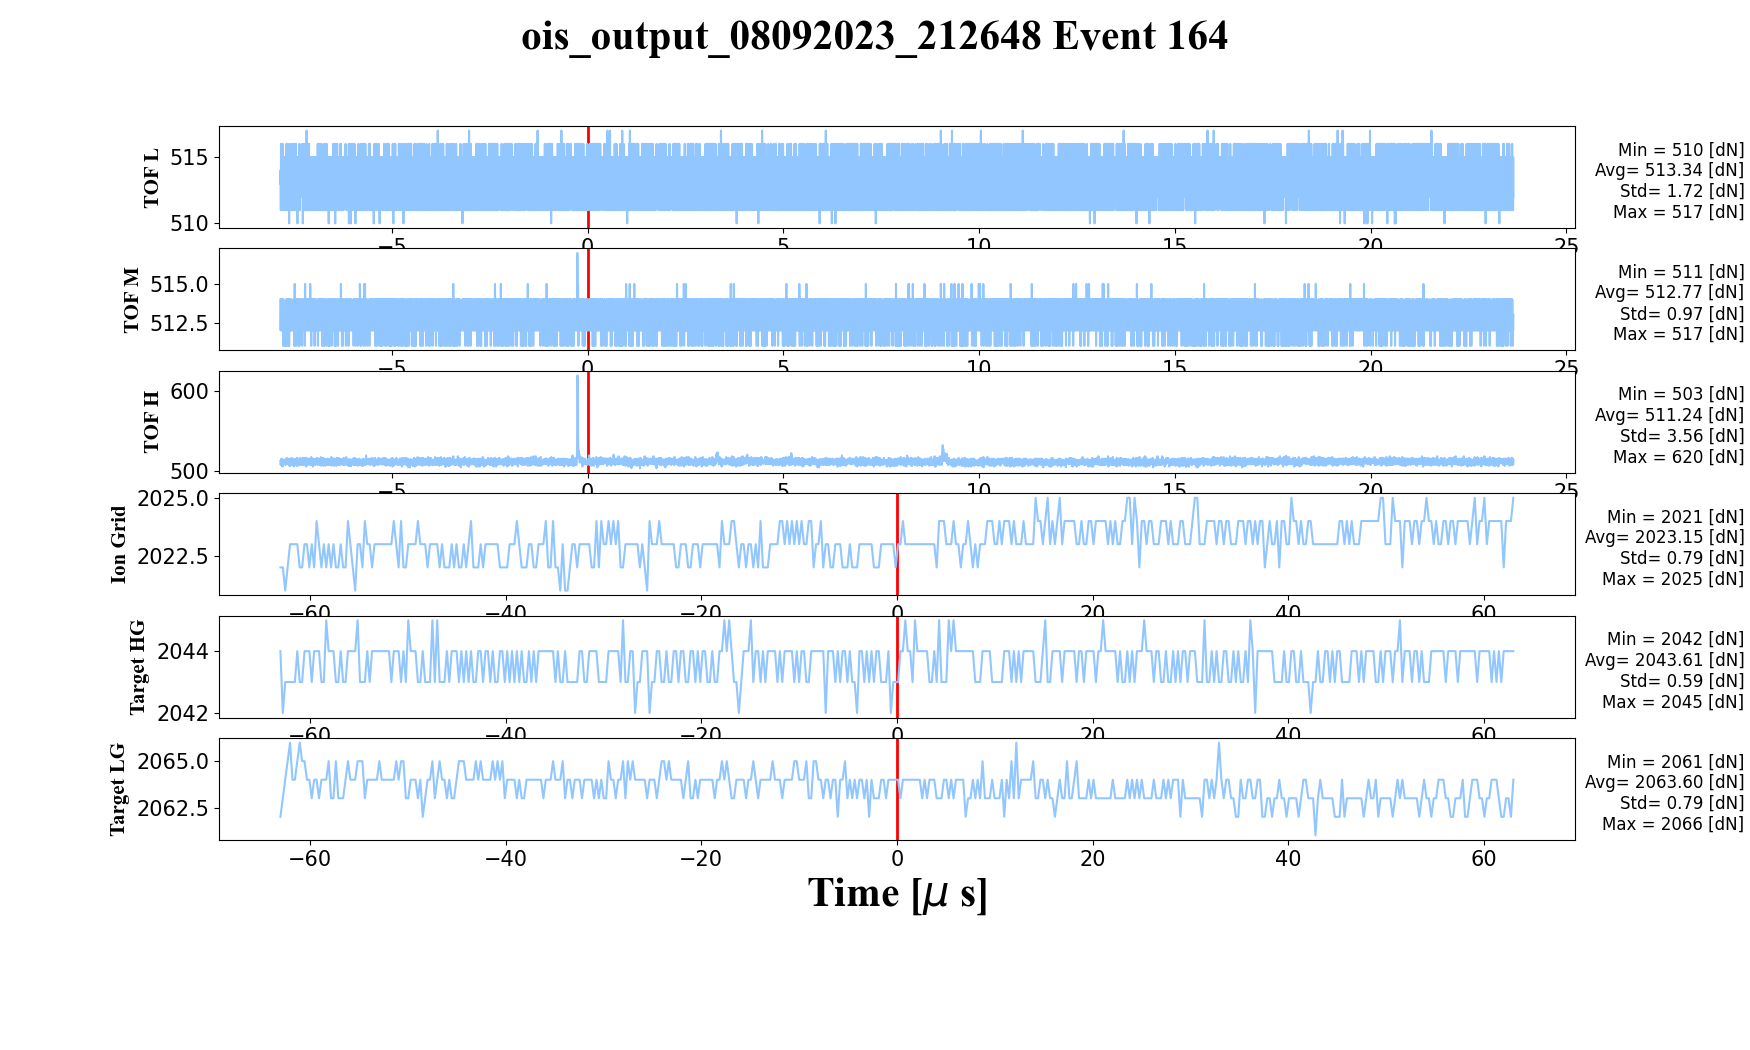 ois_output_08092023_212648 Event 164
TOF L
515
510
−5
0
5
10
15
20
25
Min = 510 [dN]
Avg= 513.34 [dN]
Std= 1.72 [dN]
Max = 517 [dN]
TOF M
515.0
512.5
−5
0
5
10
15
20
25
Min = 511 [dN]
Avg= 512.77 [dN]
Std= 0.97 [dN]
Max = 517 [dN]
TOF H
600
500
−5
0
5
10
15
20
25
Min = 503 [dN]
Avg= 511.24 [dN]
Std= 3.56 [dN]
Max = 620 [dN]
Ion Grid
2025.0
2022.5
−60
−40
−20
0
20
40
60
Min = 2021 [dN]
Avg= 2023.15 [dN]
Std= 0.79 [dN]
Max = 2025 [dN]
Target HG
2044
2042
−60
−40
−20
0
20
40
60
Min = 2042 [dN]
Avg= 2043.61 [dN]
Std= 0.59 [dN]
Max = 2045 [dN]
Target LG
2065.0
2062.5
−60
−40
−20
0
20
40
60
Min = 2061 [dN]
Avg= 2063.60 [dN]
Std= 0.79 [dN]
Max = 2066 [dN]
Time [μ s]